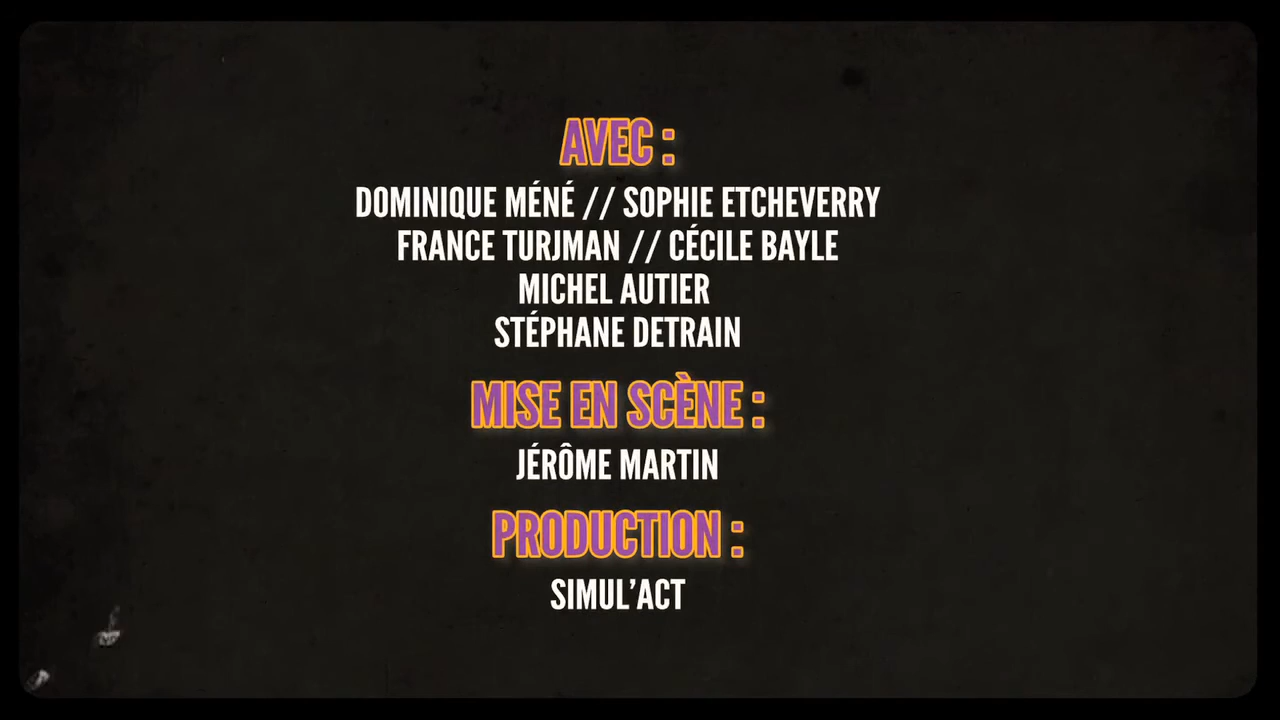 AVEC :
DOMINIQUE MÉNÉ // SOPHIE ETCHEVERRY
FRANCE TURJMAN // CÉCILE BAYLE
MICHEL AUTIER
STÉPHANE DETRAIN
MISE EN SCÈNE :
JÉRÔME MARTIN
PRODUCTION :
SIMUL’ACT